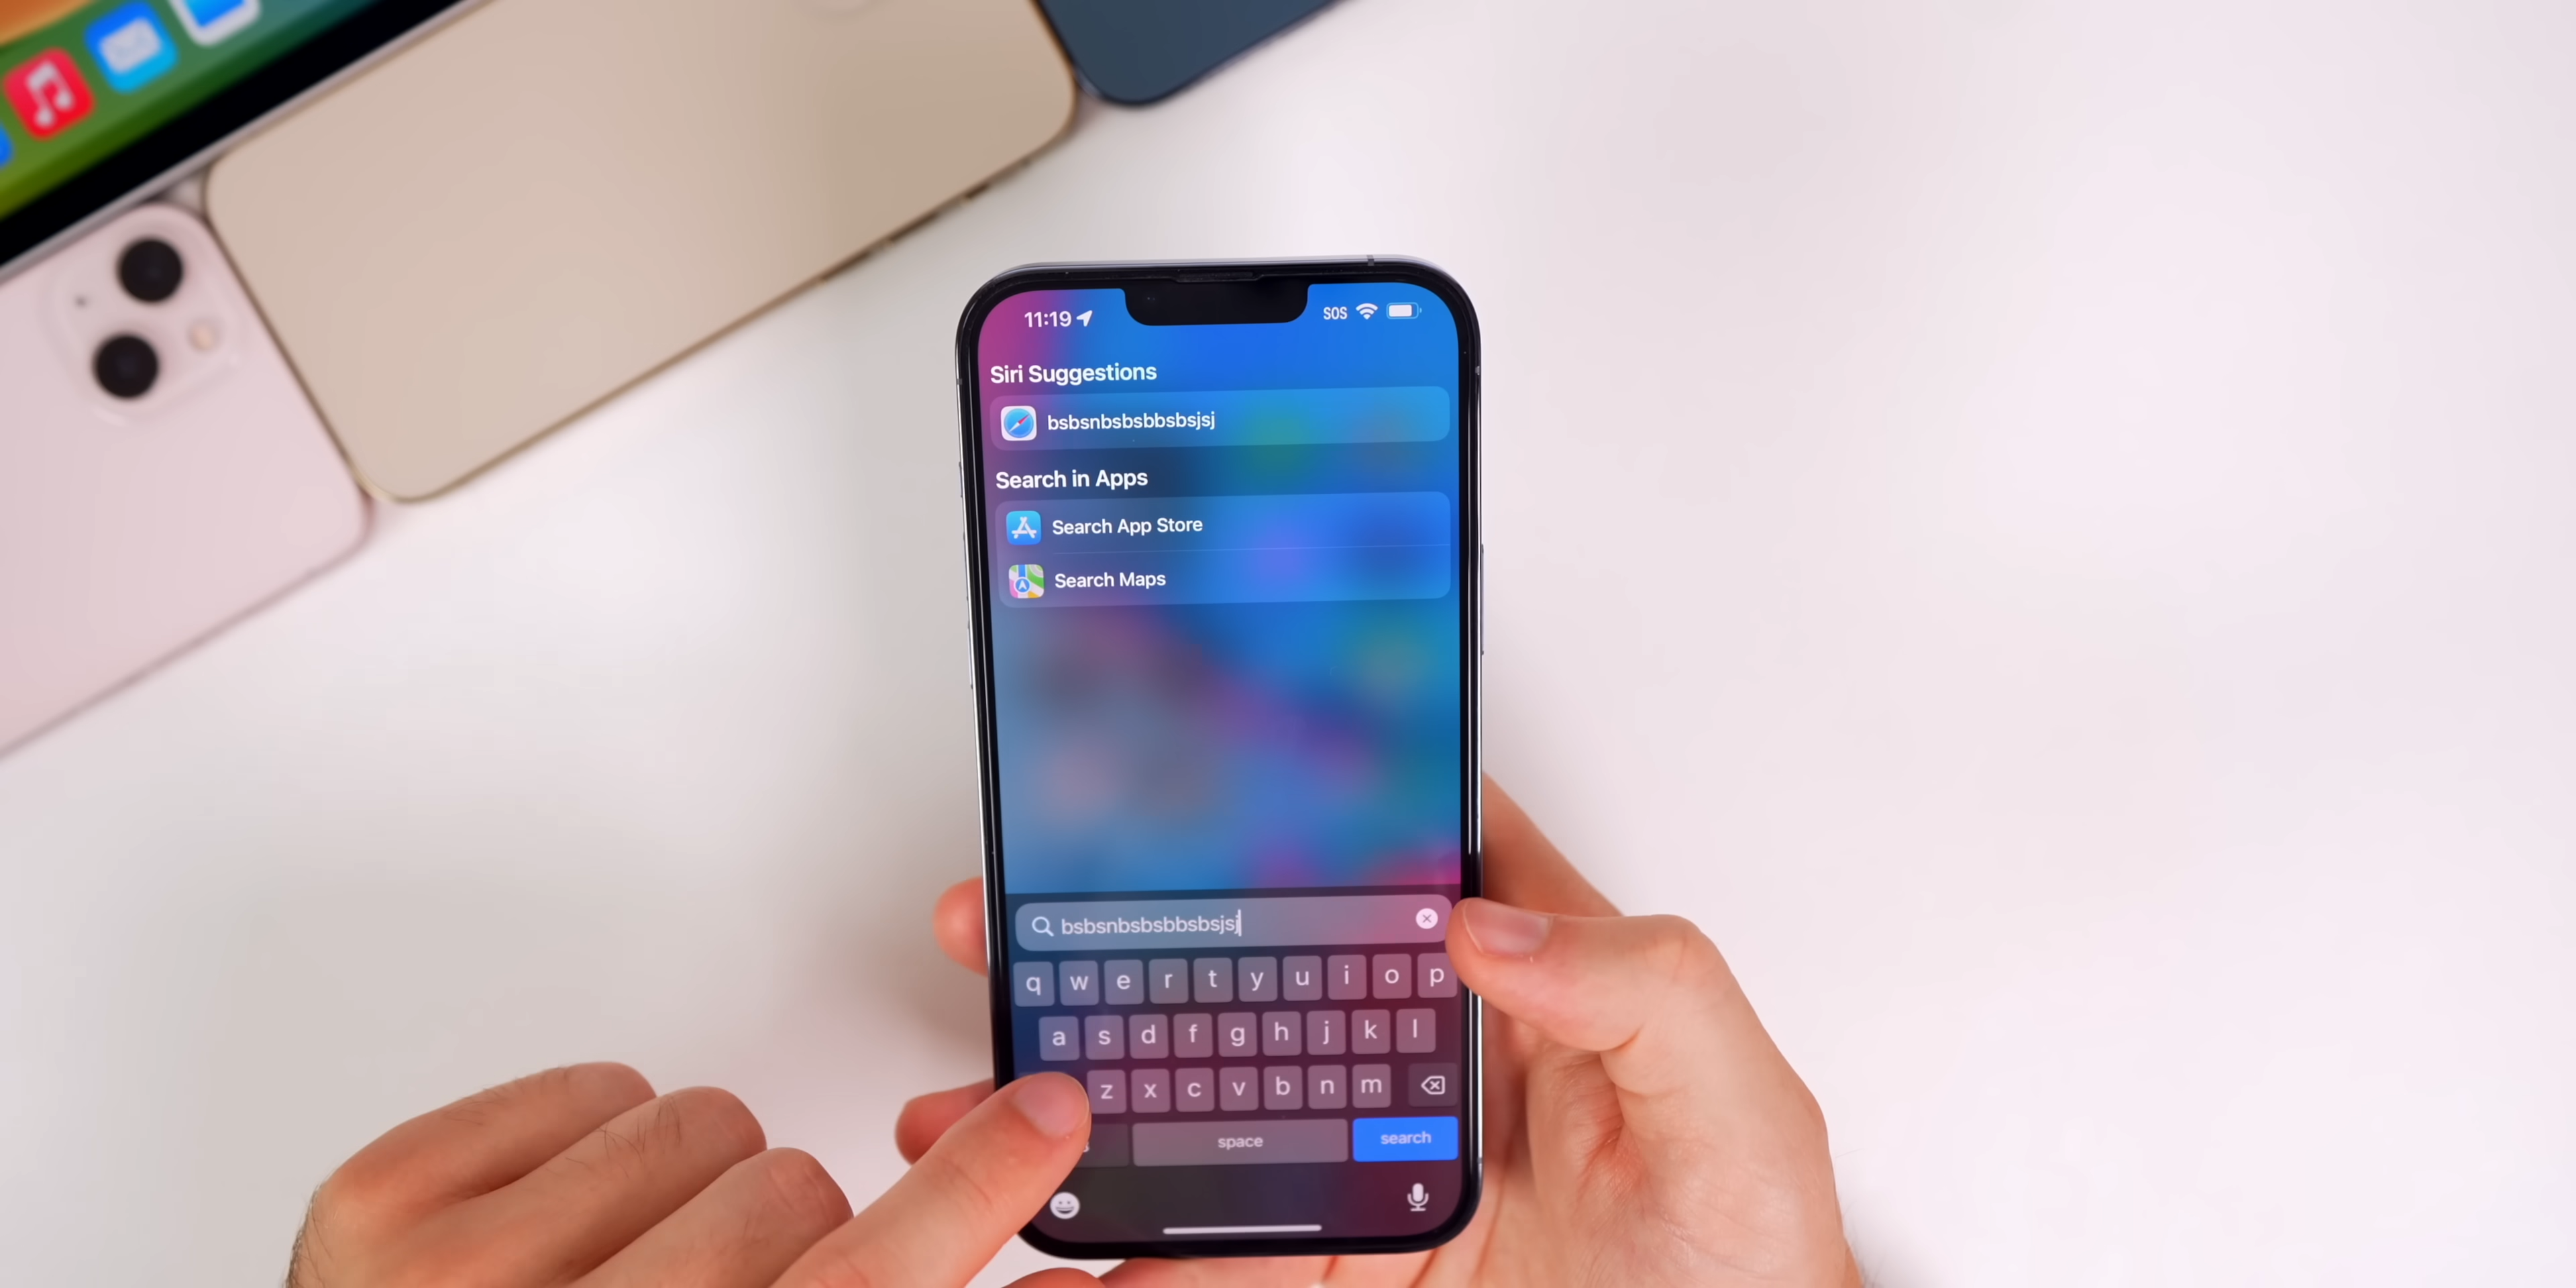 11:19 SOS
Siri Suggestions
bsbsnbsbsbbsbsjsj
Search in Apps
Search App Store
Search Maps
bsbsnbsbsbbsbsjsj
q w e r t y u i o p
a s d f g h j k l
z x c v b n m
space search